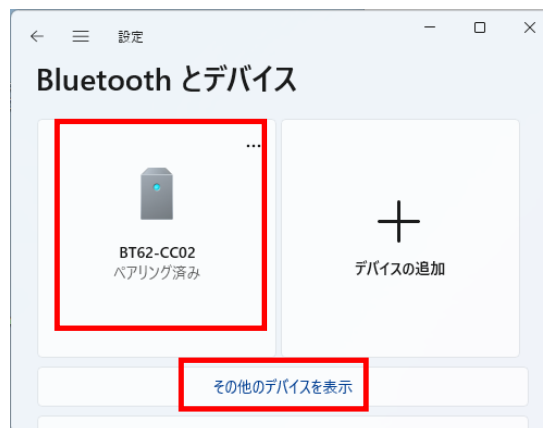 設定
Bluetooth とデバイス
BT62-CC02
ペアリング済み
デバイスの追加
その他のデバイスを表示